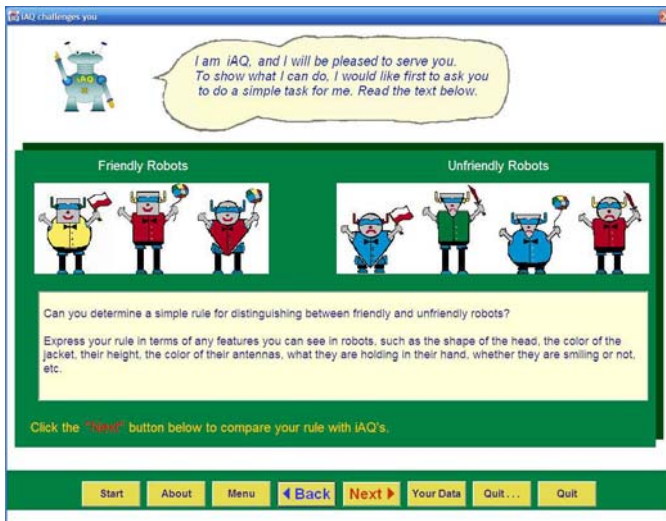 iAQ challenges you
I am iAQ, and I will be pleased to serve you.
To show what I can do, I would like first to ask you
to do a simple task for me. Read the text below.
iAQ
Friendly Robots
Unfriendly Robots
Can you determine a simple rule for distinguishing between friendly and unfriendly robots?
Express your rule in terms of any features you can see in robots, such as the shape of the head, the color of the
jacket, their height, the color of their antennas, what they are holding in their hand, whether they are smiling or not,
etc.
Click the "Next" button below to compare your rule with iAQ's.
Start About Menu Back Next Your Data Quit . . . Quit